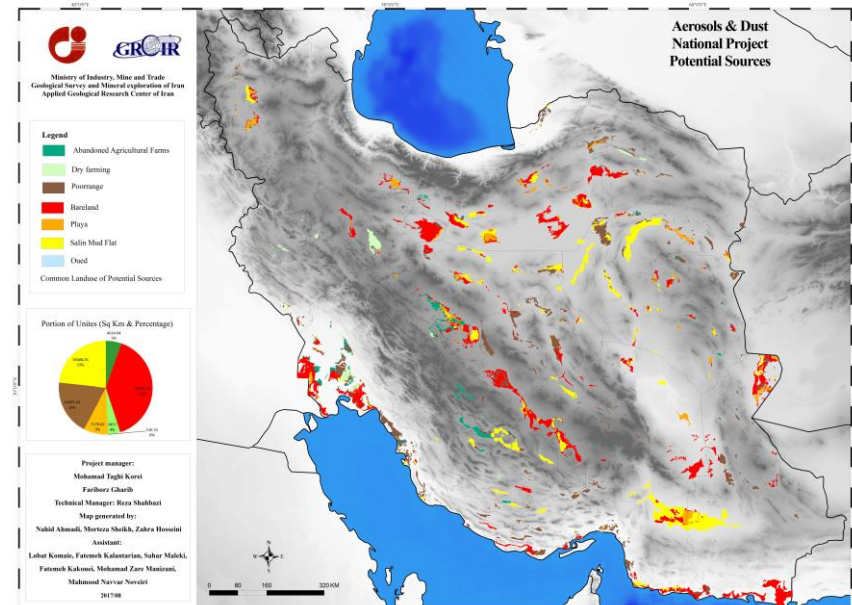 GRCIR
Ministry of Industry, Mine and Trade
Geological Survey and Mineral exploration of Iran
Applied Geological Research Center of Iran
Aerosols & Dust
National Project
Potential Sources
Legend
Abandoned Agricultural Farms
Dry farming
Poorrange
Bareland
Playa
Salin Mud Flat
Oued
Common Landuse of Potential Sources
Portion of Unites (Sq Km & Percentage)
Project manager:
Mohamad Taghi Korei
Fariborz Gharib
Technical Manager: Reza Shahbazi
Map generated by:
Nahid Ahmadi, Morteza Sheikh, Zahra Hosseini
Assistant:
Lobat Komaie, Fatemeh Kalantarian, Sahar Maleki,
Fatemeh Kakouei, Mohamad Zare Manizani,
Mahmood Navvar Noveiri
2017/08
N
W E
S
0 80 160 320 KM